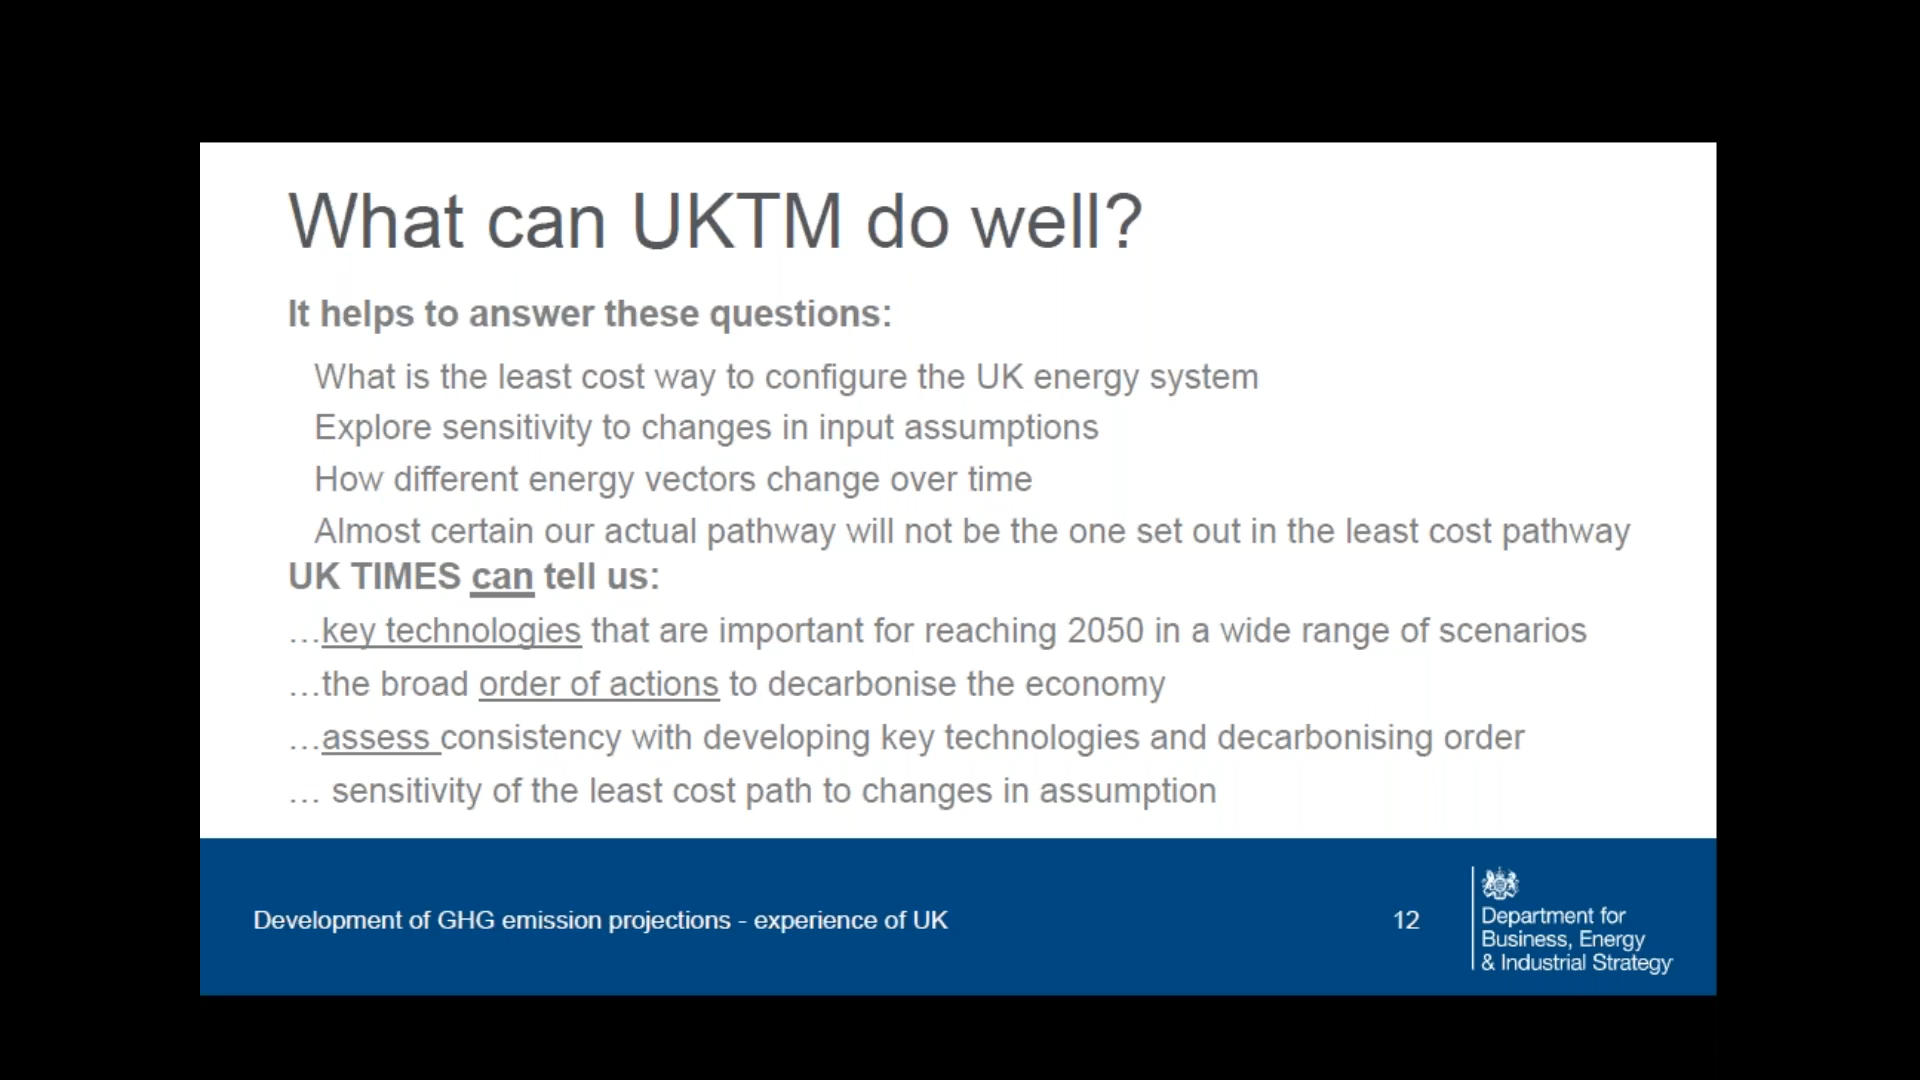 What can UKTM do well?
It helps to answer these questions:
What is the least cost way to configure the UK energy system
Explore sensitivity to changes in input assumptions
How different energy vectors change over time
Almost certain our actual pathway will not be the one set out in the least cost pathway
UK TIMES can tell us:
…key technologies that are important for reaching 2050 in a wide range of scenarios
…the broad order of actions to decarbonise the economy
…assess consistency with developing key technologies and decarbonising order
… sensitivity of the least cost path to changes in assumption
Development of GHG emission projections - experience of UK
12
Department for
Business, Energy
& Industrial Strategy